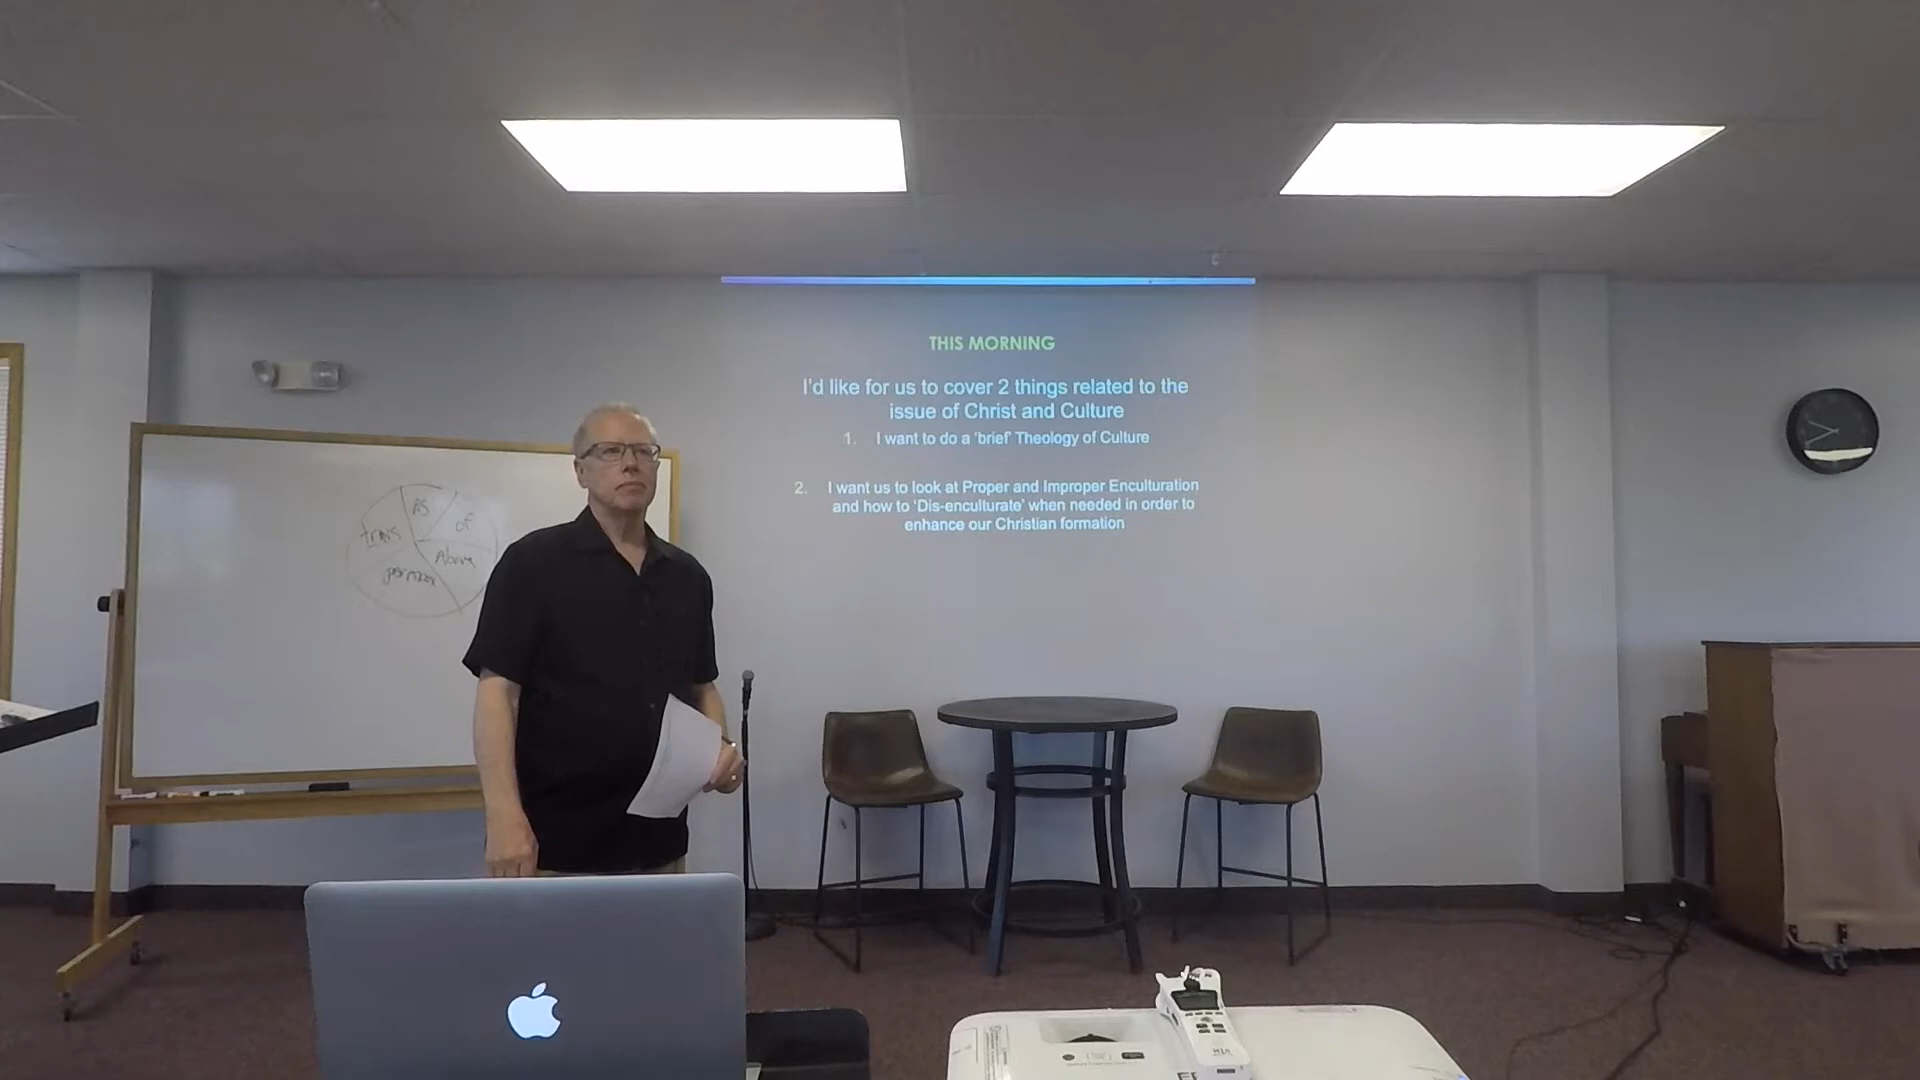 THIS MORNING
I'd like for us to cover 2 things related to the
issue of Christ and Culture
1. I want to do a 'brief' Theology of Culture
2. I want us to look at Proper and Improper Enculturation
and how to 'Dis-enculturate' when needed in order to
enhance our Christian formation
AS
of
trans
Above